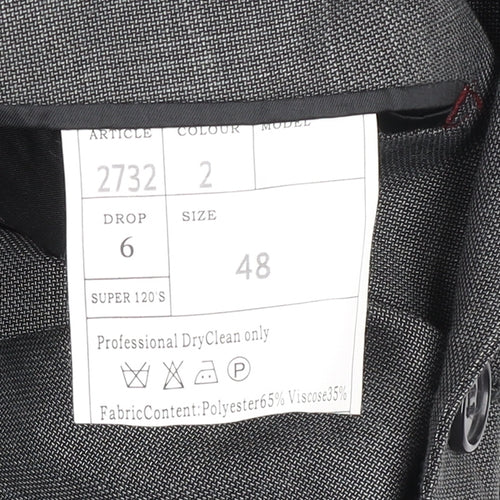 ARTICLE COLOUR MODEL
2732 2
DROP SIZE
6 48
SUPER 120'S
Professional DryClean only
P
FabricContent:Polyester65% Viscose35%